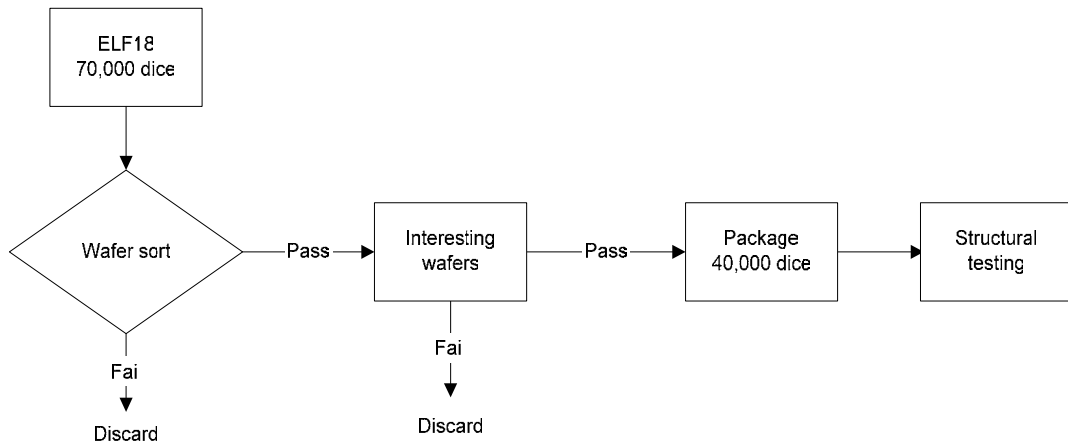 ELF18
70,000 dice
Wafer sort
Pass
Interesting
wafers
Pass
Package
40,000 dice
Structural
testing
Fai
Discard
Fai
Discard